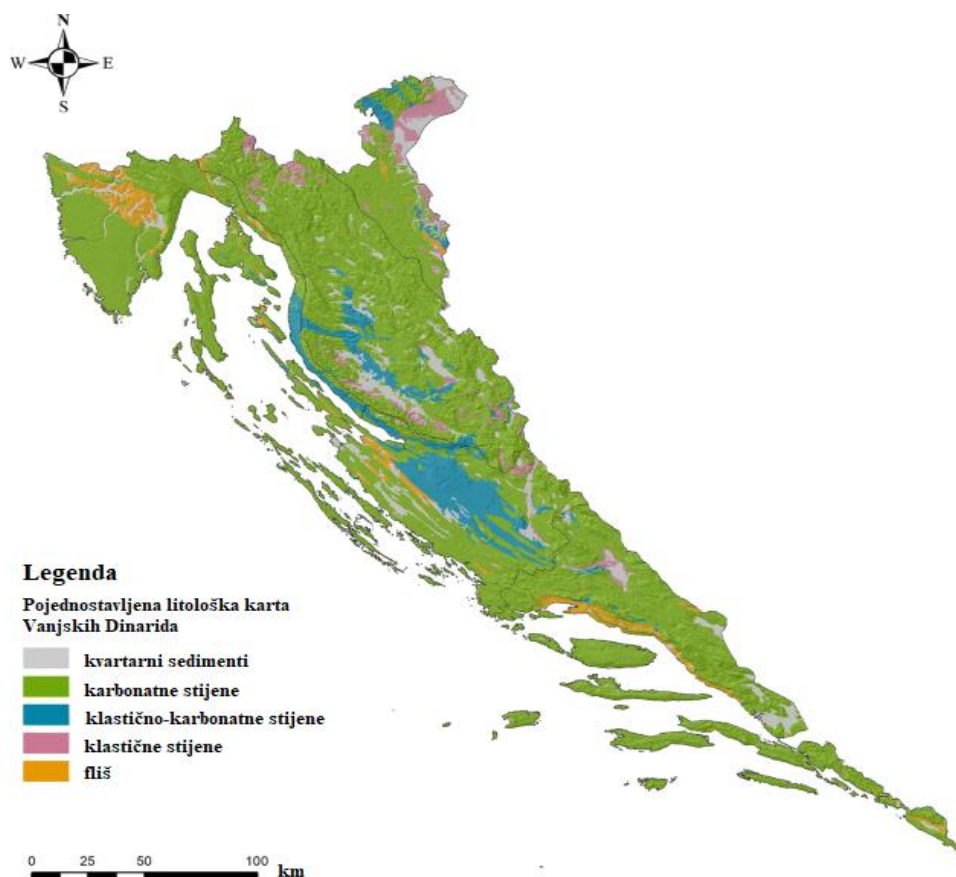 N
W E
S
Legenda
Pojednostavljena litološka karta
Vanjskih Dinarida
kvartarni sedimenti
karbonatne stijene
klastično-karbonatne stijene
klastične stijene
fliš
0 25 50 100
km